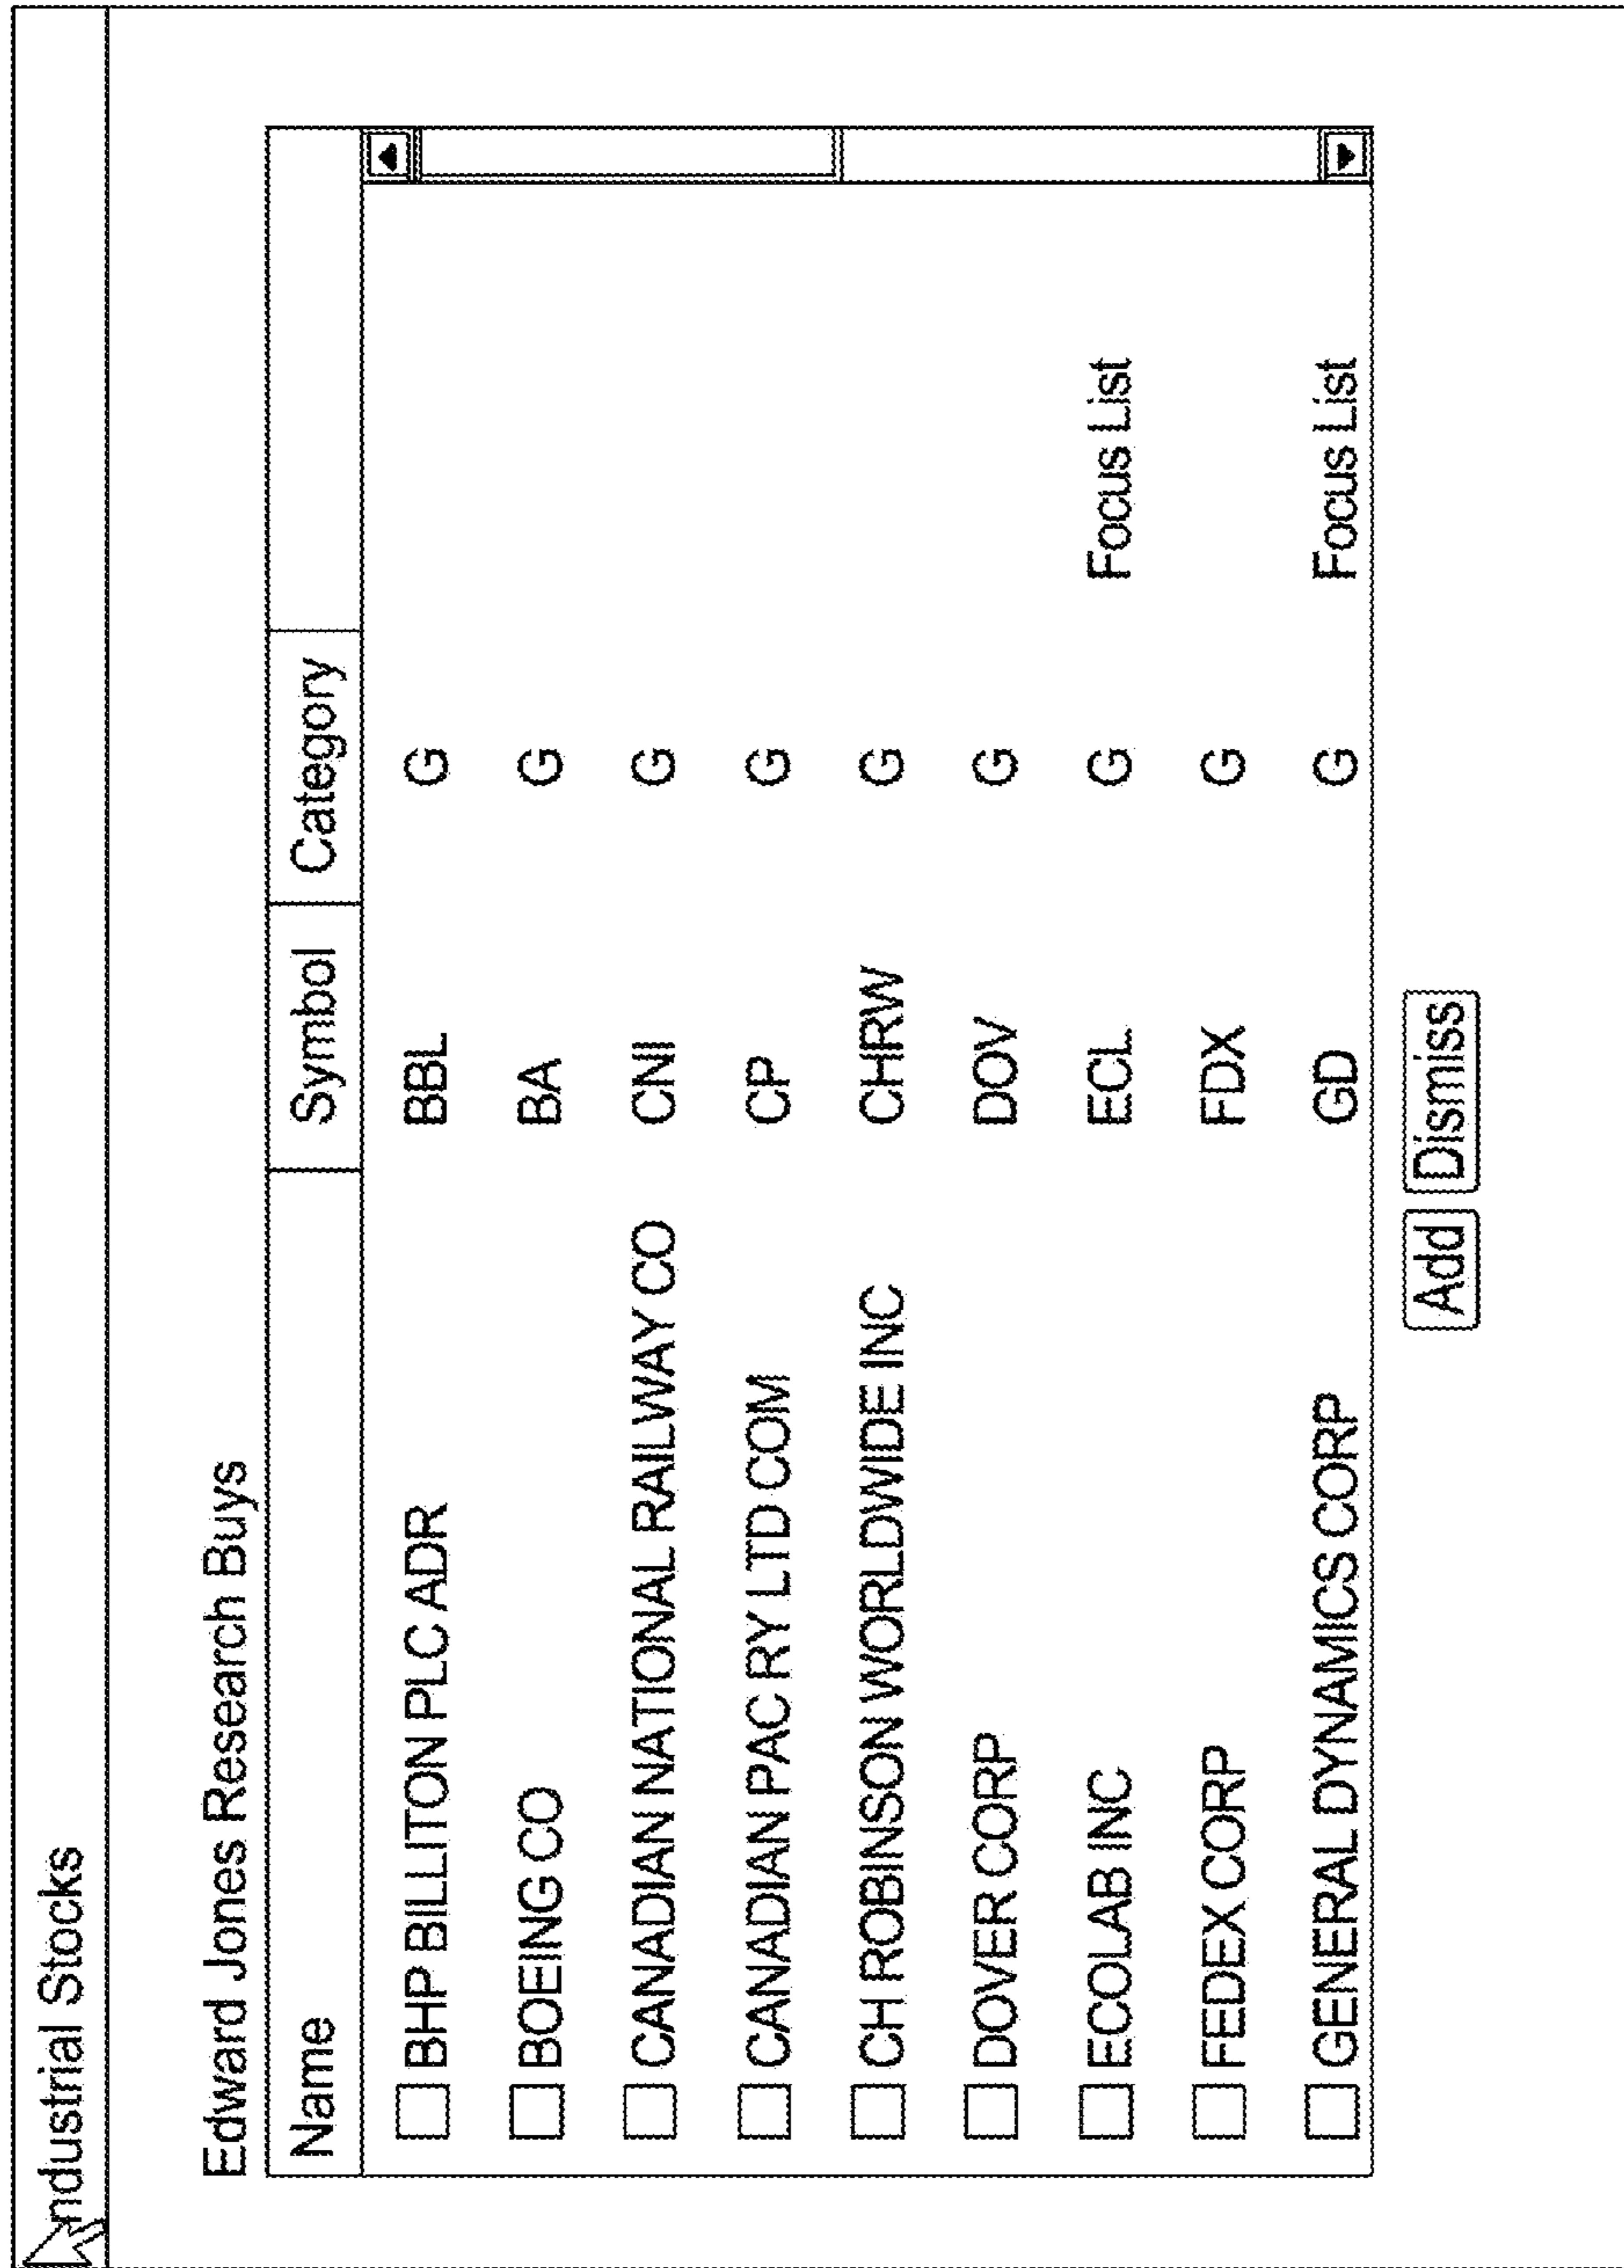 Industrial Stocks
Edward Jones Research Buys
Name Symbol Category
BHP BILLITON PLC ADR BBL G
BOEING CO BA G
CANADIAN NATIONAL RAILWAY CO CNI G
CANADIAN PAC RY LTD COM CP G
CH ROBINSON WORLDWIDE INC CHRW G
DOVER CORP DOV G
ECOLAB INC ECL G Focus List
FEDEX CORP FDX G
GENERAL DYNAMICS CORP GD G Focus List
Add Dismiss